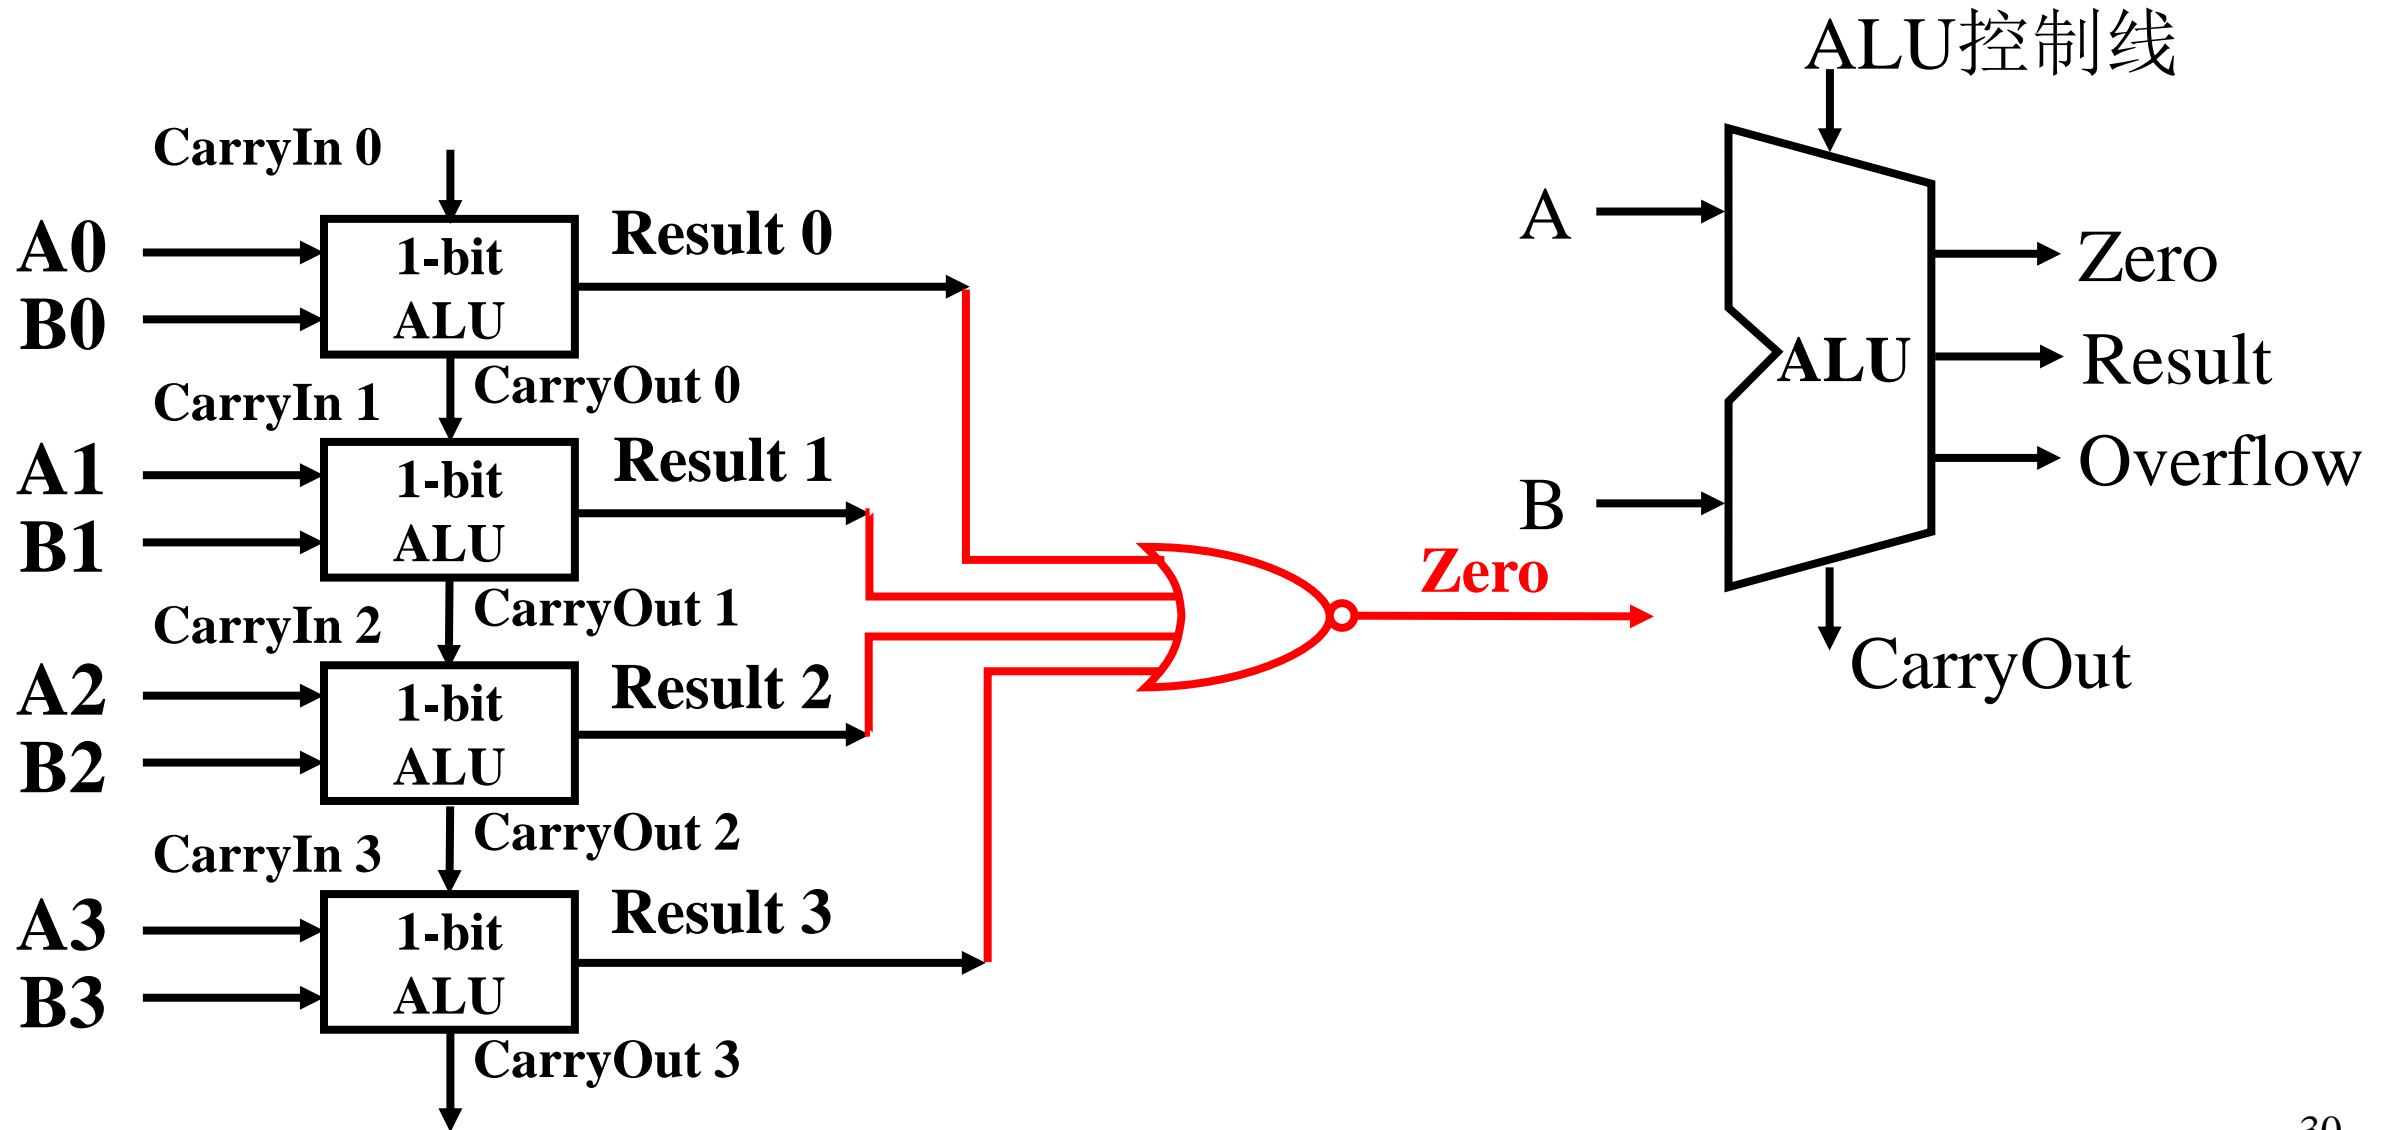 CarryIn 0
A0
B0
1-bit
ALU
Result 0
CarryOut 0
CarryIn 1
A1
B1
1-bit
ALU
Result 1
CarryOut 1
CarryIn 2
A2
B2
1-bit
ALU
Result 2
CarryOut 2
CarryIn 3
A3
B3
1-bit
ALU
Result 3
CarryOut 3
Zero
ALU控制线
A
B
ALU
Zero
Result
Overflow
CarryOut
30